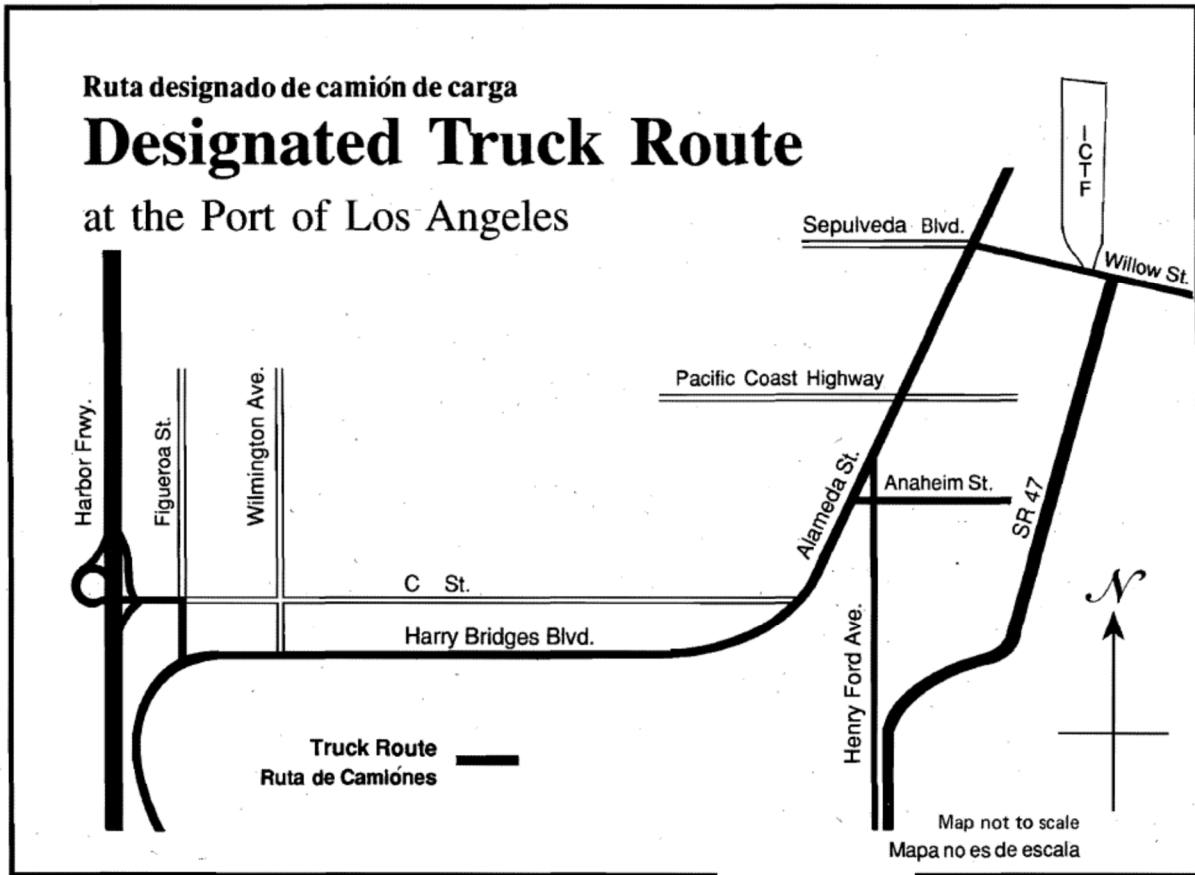 Ruta designado de camión de carga
Designated Truck Route
at the Port of Los Angeles
ICTF
Sepulveda Blvd.
Willow St.
Pacific Coast Highway
Harbor Frwy.
Figueroa St.
Wilmington Ave.
Alameda St.
Anaheim St.
SR 47
C St.
Harry Bridges Blvd.
Henry Ford Ave.
N
Truck Route
Ruta de Camiónes
Map not to scale
Mapa no es de escala